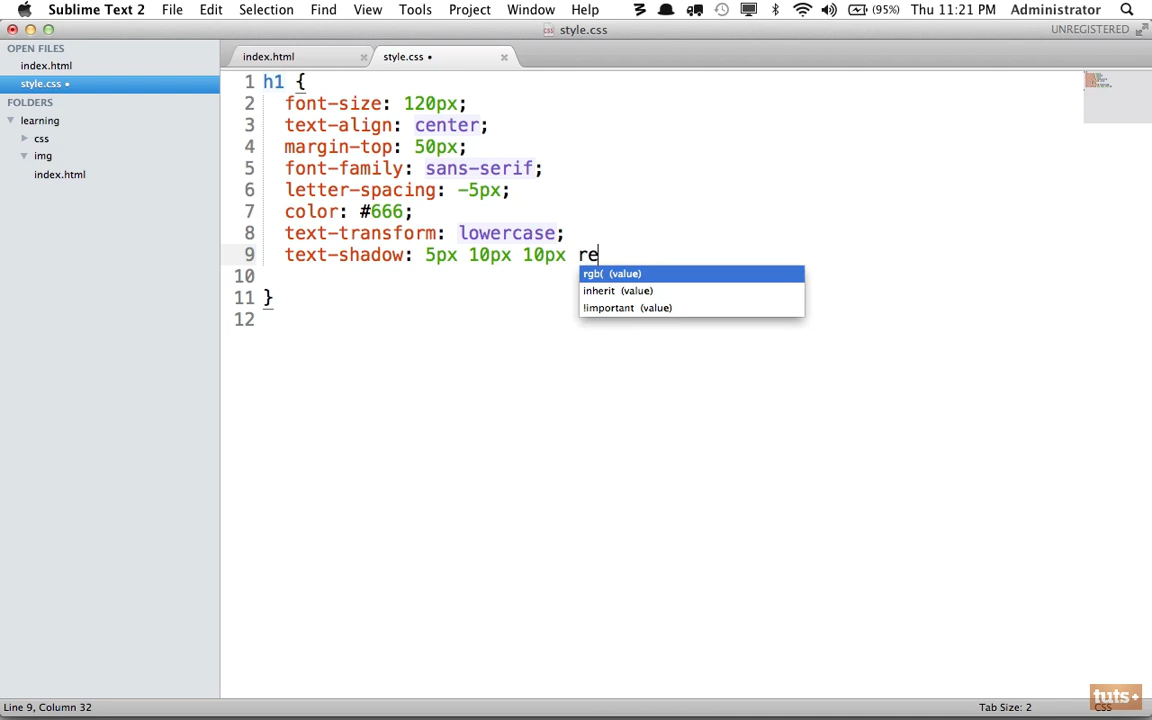 Sublime Text 2 File Edit Selection Find View Tools Project Window Help (95%) Thu 11:21 PM Administrator
style.css UNREGISTERED
OPEN FILES
index.html
style.css •
FOLDERS
learning
css
img
index.html
index.html × style.css • ×
1 h1 {
2 font-size: 120px;
3 text-align: center;
4 margin-top: 50px;
5 font-family: sans-serif;
6 letter-spacing: -5px;
7 color: #666;
8 text-transform: lowercase;
9 text-shadow: 5px 10px 10px re
rgb( (value)
inherit (value)
!important (value)
10
11 }
12
Line 9, Column 32 Tab Size: 2 CSS
tuts+